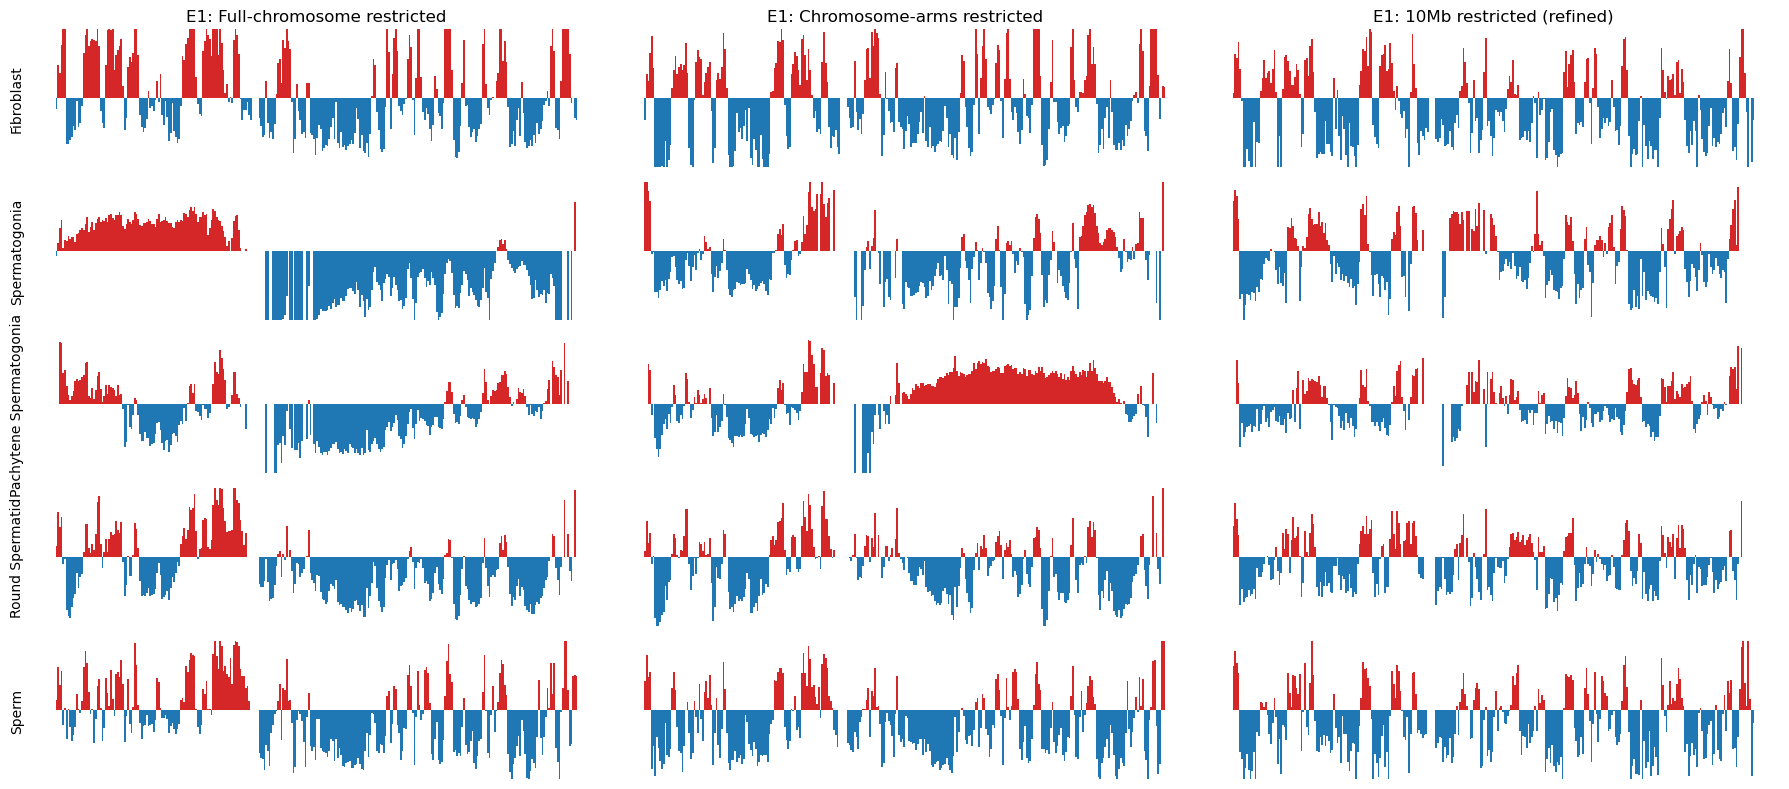 E1: Full-chromosome restricted
E1: Chromosome-arms restricted
E1: 10Mb restricted (refined)
Fibroblast
Spermatogonia
Pachytene Spermatogonia
Round Spermatid
Sperm